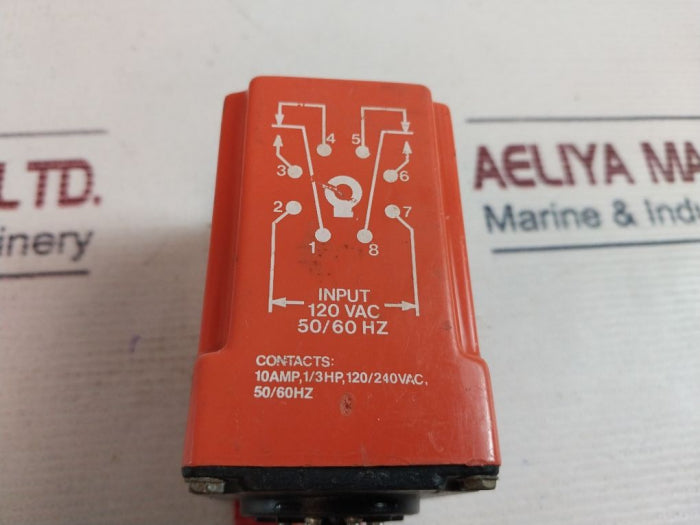 LTD.
AELIYA MA
inery
Marine & Indu
4 5
3 6
2 7
1 8
INPUT
120 VAC
50/60 HZ
CONTACTS:
10AMP,1/3HP,120/240VAC,
50/60HZ